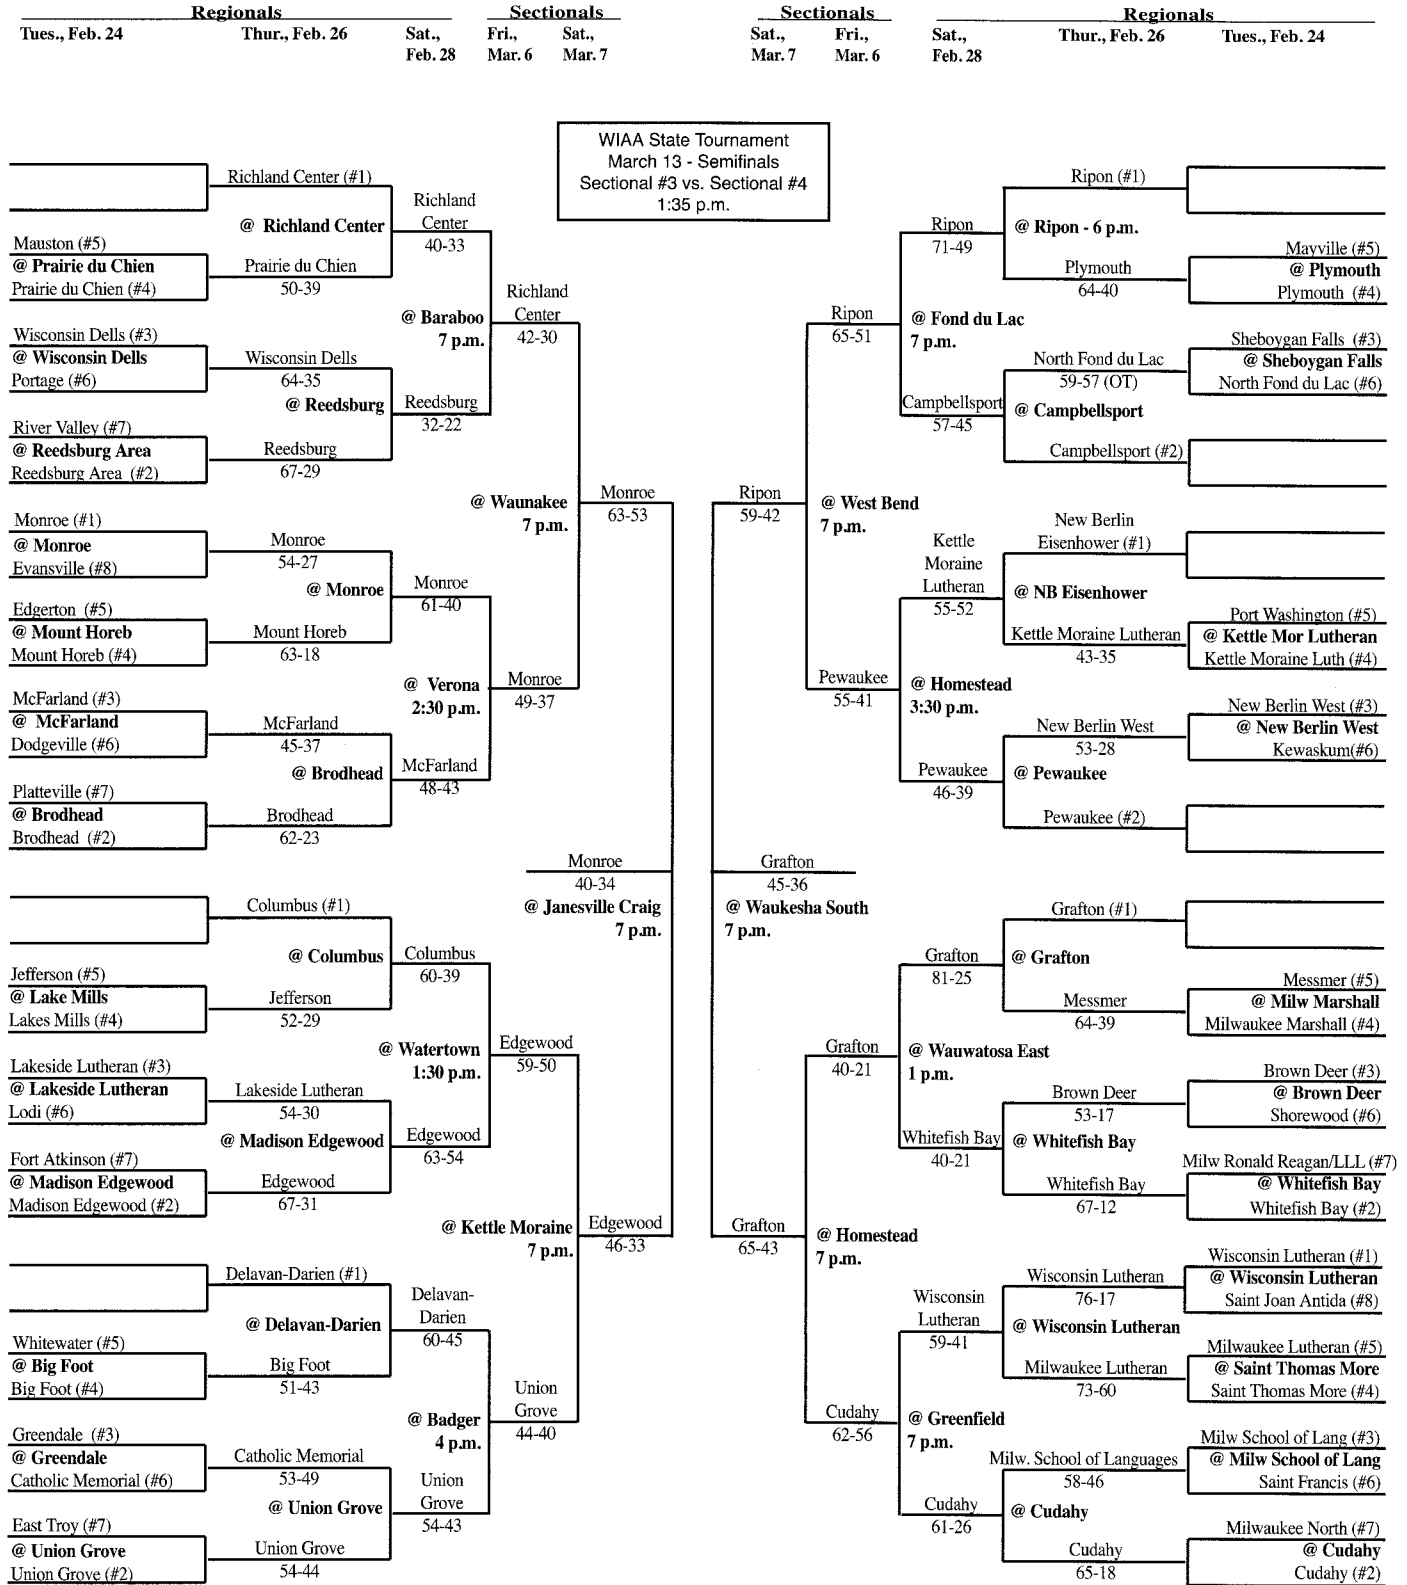 Regionals
Sectionals
Sectionals
Regionals
Tues., Feb. 24
Thur., Feb. 26
Sat.,
Feb. 28
Fri.,
Mar. 6
Sat.,
Mar. 7
Sat.,
Mar. 7
Fri.,
Mar. 6
Sat.,
Feb. 28
Thur., Feb. 26
Tues., Feb. 24
WIAA State Tournament
March 13 - Semifinals
Sectional #3 vs. Sectional #4
1:35 p.m.
Mauston (#5)
@ Prairie du Chien
Prairie du Chien (#4)
Wisconsin Dells (#3)
@ Wisconsin Dells
Portage (#6)
River Valley (#7)
@ Reedsburg Area
Reedsburg Area (#2)
Monroe (#1)
@ Monroe
Evansville (#8)
Edgerton (#5)
@ Mount Horeb
Mount Horeb (#4)
McFarland (#3)
@ McFarland
Dodgeville (#6)
Platteville (#7)
@ Brodhead
Brodhead (#2)
Jefferson (#5)
@ Lake Mills
Lakes Mills (#4)
Lakeside Lutheran (#3)
@ Lakeside Lutheran
Lodi (#6)
Fort Atkinson (#7)
@ Madison Edgewood
Madison Edgewood (#2)
Whitewater (#5)
@ Big Foot
Big Foot (#4)
Greendale (#3)
@ Greendale
Catholic Memorial (#6)
East Troy (#7)
@ Union Grove
Union Grove (#2)
Richland Center (#1)
@ Richland Center
Prairie du Chien
50-39
Wisconsin Dells
64-35
@ Reedsburg
Reedsburg
67-29
Monroe
54-27
@ Monroe
Mount Horeb
63-18
McFarland
45-37
@ Brodhead
Brodhead
62-23
Columbus (#1)
@ Columbus
Jefferson
52-29
Lakeside Lutheran
54-30
@ Madison Edgewood
Edgewood
67-31
Delavan-Darien (#1)
@ Delavan-Darien
Big Foot
51-43
Catholic Memorial
53-49
@ Union Grove
Union Grove
54-44
Richland
Center
40-33
@ Baraboo
7 p.m.
Reedsburg
32-22
Monroe
61-40
@ Verona
2:30 p.m.
McFarland
48-43
Columbus
60-39
@ Watertown
1:30 p.m.
Edgewood
63-54
Delavan-
Darien
60-45
@ Badger
4 p.m.
Union
Grove
54-43
Richland
Center
42-30
@ Waunakee
7 p.m.
Monroe
49-37
Edgewood
59-50
@ Kettle Moraine
7 p.m.
Union
Grove
44-40
Monroe
63-53
Monroe
40-34
@ Janesville Craig
7 p.m.
Edgewood
46-33
Ripon
59-42
Grafton
45-36
@ Waukesha South
7 p.m.
Grafton
65-43
Ripon
65-51
@ West Bend
7 p.m.
Pewaukee
55-41
Grafton
40-21
@ Homestead
7 p.m.
Cudahy
62-56
Ripon
71-49
@ Fond du Lac
7 p.m.
Campbellsport
57-45
Kettle
Moraine
Lutheran
55-52
@ Homestead
3:30 p.m.
Pewaukee
46-39
Grafton
81-25
@ Wauwatosa East
1 p.m.
Whitefish Bay
40-21
Wisconsin
Lutheran
59-41
@ Greenfield
7 p.m.
Cudahy
61-26
Ripon (#1)
@ Ripon - 6 p.m.
Plymouth
64-40
North Fond du Lac
59-57 (OT)
@ Campbellsport
Campbellsport (#2)
New Berlin
Eisenhower (#1)
@ NB Eisenhower
Kettle Moraine Lutheran
43-35
New Berlin West
53-28
@ Pewaukee
Pewaukee (#2)
Grafton (#1)
@ Grafton
Messmer
64-39
Brown Deer
53-17
@ Whitefish Bay
Whitefish Bay
67-12
Wisconsin Lutheran
76-17
@ Wisconsin Lutheran
Milwaukee Lutheran
73-60
Milw. School of Languages
58-46
@ Cudahy
Cudahy
65-18
Mayville (#5)
@ Plymouth
Plymouth (#4)
Sheboygan Falls (#3)
@ Sheboygan Falls
North Fond du Lac (#6)
Port Washington (#5)
@ Kettle Mor Lutheran
Kettle Moraine Luth (#4)
New Berlin West (#3)
@ New Berlin West
Kewaskum(#6)
Messmer (#5)
@ Milw Marshall
Milwaukee Marshall (#4)
Brown Deer (#3)
@ Brown Deer
Shorewood (#6)
Milw Ronald Reagan/LLL (#7)
@ Whitefish Bay
Whitefish Bay (#2)
Wisconsin Lutheran (#1)
@ Wisconsin Lutheran
Saint Joan Antida (#8)
Milwaukee Lutheran (#5)
@ Saint Thomas More
Saint Thomas More (#4)
Milw School of Lang (#3)
@ Milw School of Lang
Saint Francis (#6)
Milwaukee North (#7)
@ Cudahy
Cudahy (#2)